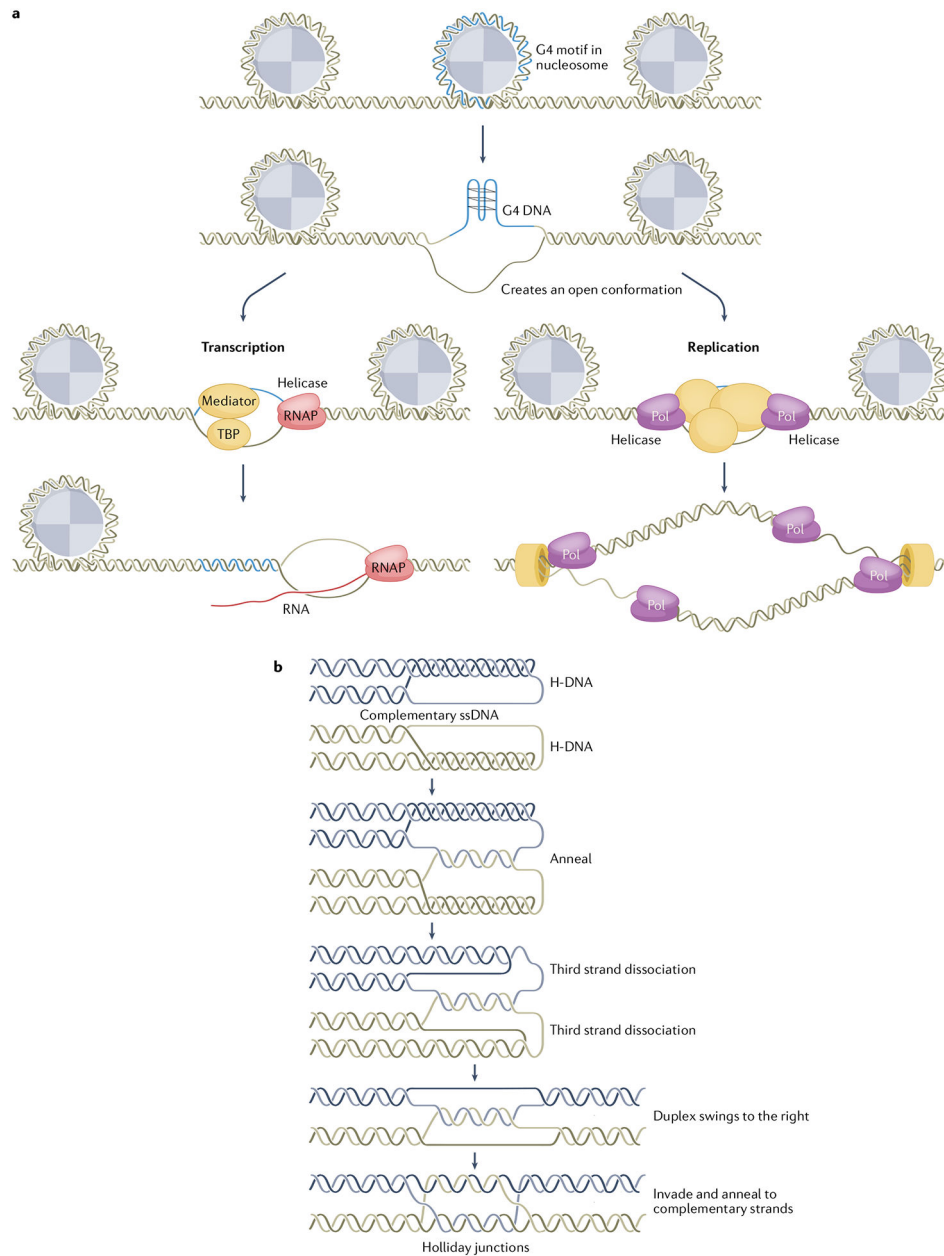 a
G4 motif in
nucleosome
G4 DNA
Creates an open conformation
Transcription
Replication
Helicase
Mediator
RNAP
TBP
Pol
Pol
Helicase
Helicase
RNAP
RNA
Pol
Pol
Pol
Pol
b
H-DNA
Complementary ssDNA
H-DNA
Anneal
Third strand dissociation
Third strand dissociation
Duplex swings to the right
Invade and anneal to
complementary strands
Holliday junctions